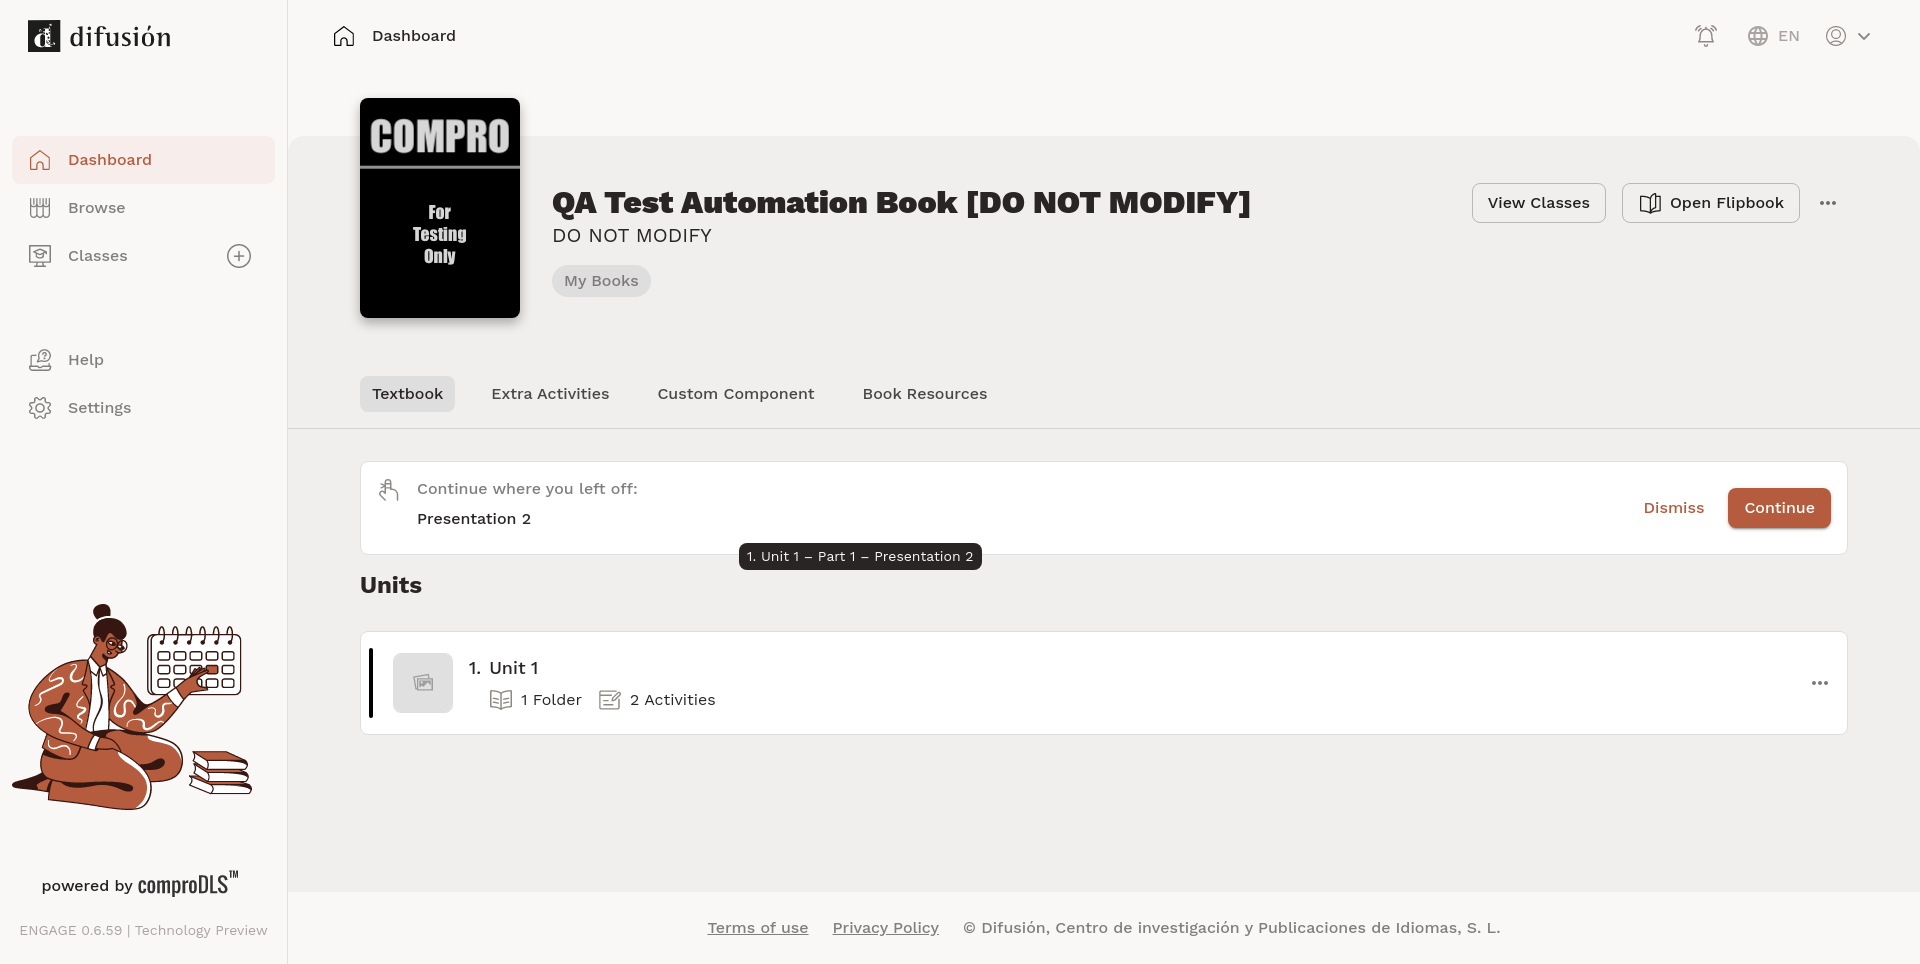 difusión
Dashboard
EN
Dashboard
Browse
Classes
Help
Settings
COMPRO
For
Testing
Only
QA Test Automation Book [DO NOT MODIFY]
DO NOT MODIFY
My Books
View Classes
Open Flipbook
Textbook
Extra Activities
Custom Component
Book Resources
Continue where you left off:
Presentation 2
Dismiss
Continue
1. Unit 1 – Part 1 – Presentation 2
Units
1. Unit 1
1 Folder
2 Activities
powered by comproDLS™
ENGAGE 0.6.59 | Technology Preview
Terms of use
Privacy Policy
© Difusión, Centro de investigación y Publicaciones de Idiomas, S. L.